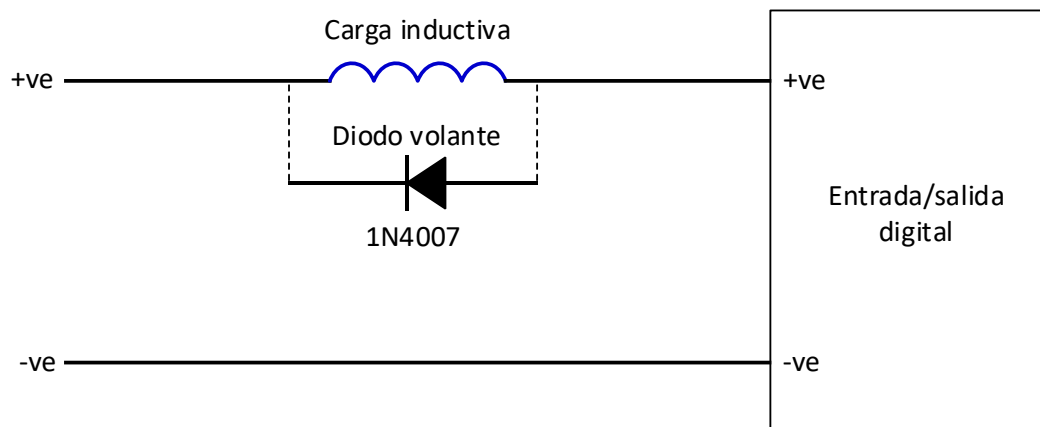 Carga inductiva
+ve
+ve
Diodo volante
1N4007
Entrada/salida
digital
-ve
-ve